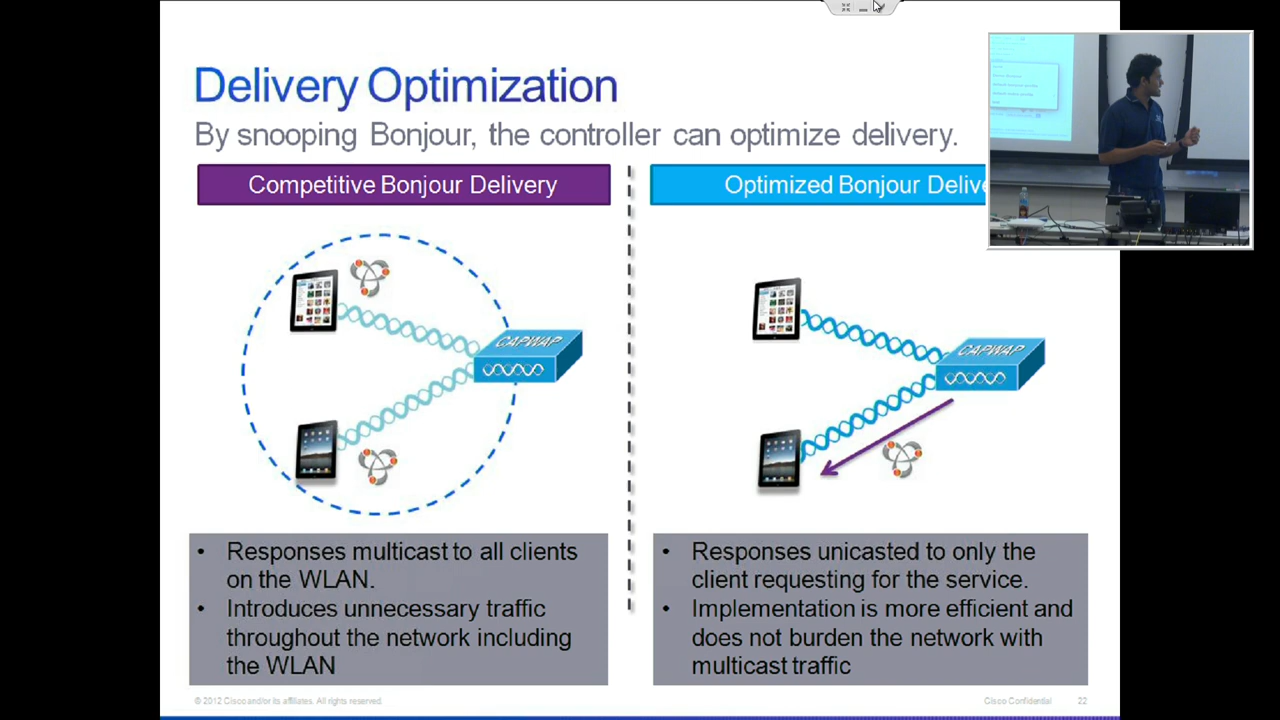 Delivery Optimization
By snooping Bonjour, the controller can optimize delivery.
Competitive Bonjour Delivery
Optimized Bonjour Delive
CAPWAP
CAPWAP
• Responses multicast to all clients
on the WLAN.
• Introduces unnecessary traffic
throughout the network including
the WLAN
• Responses unicasted to only the
client requesting for the service.
• Implementation is more efficient and
does not burden the network with
multicast traffic
© 2012 Cisco and/or its affiliates. All rights reserved.
Cisco Confidential
22